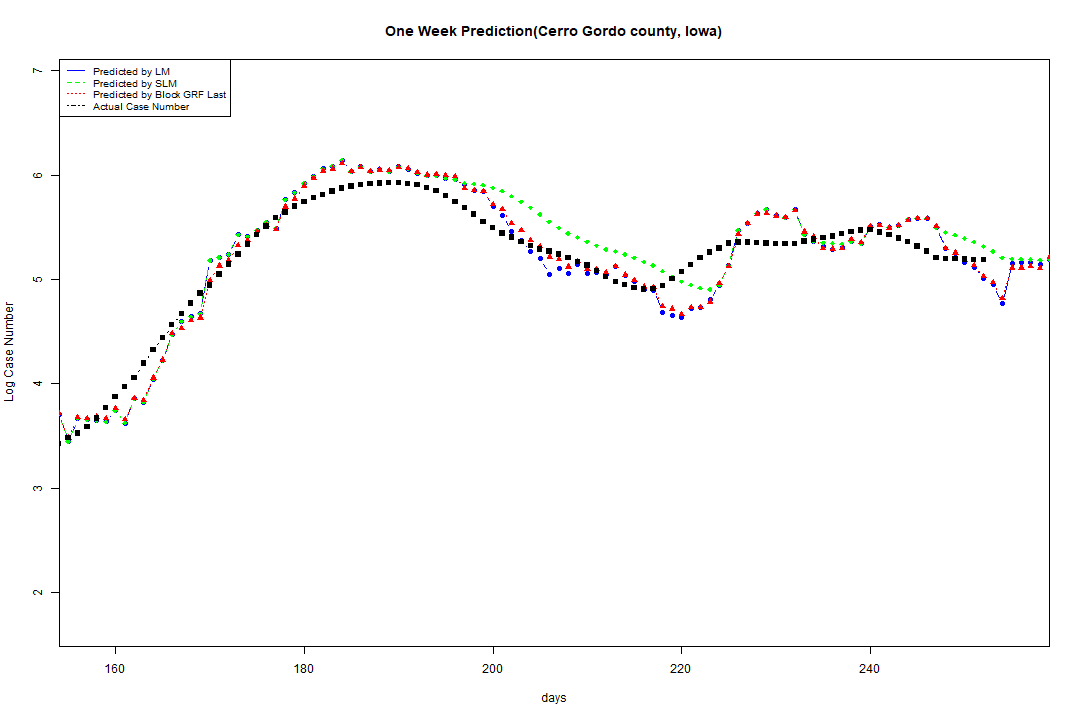 One Week Prediction(Cerro Gordo county, Iowa)
Predicted by LM
Predicted by SLM
Predicted by Block GRF Last
Actual Case Number
7
6
5
4
3
2
Log Case Number
160 180 200 220 240
days